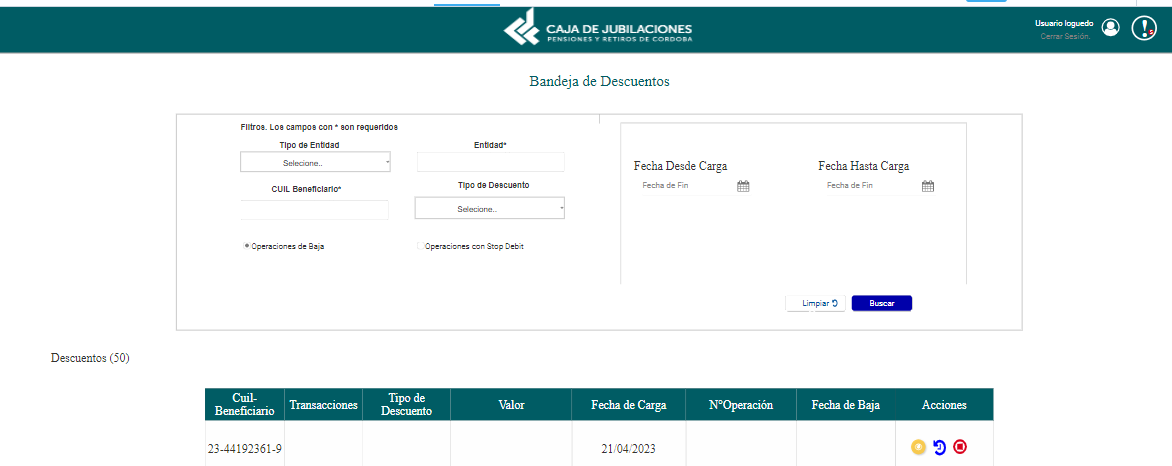 CAJA DE JUBILACIONES
PENSIONES Y RETIROS DE CORDOBA
Usuario logueado
Cerrar Sesión.
Bandeja de Descuentos
Filtros. Los campos con * son requeridos
Tipo de Entidad
Entidad*
Selecione..
CUIL Beneficiario*
Tipo de Descuento
Selecione..
Operaciones de Baja
Operaciones con Stop Debit
Fecha Desde Carga
Fecha Hasta Carga
Fecha de Fin
Fecha de Fin
Limpiar
Buscar
Descuentos (50)
Cuil-Beneficiario Transacciones Tipo de Descuento Valor Fecha de Carga N°Operación Fecha de Baja Acciones
23-44192361-9 21/04/2023